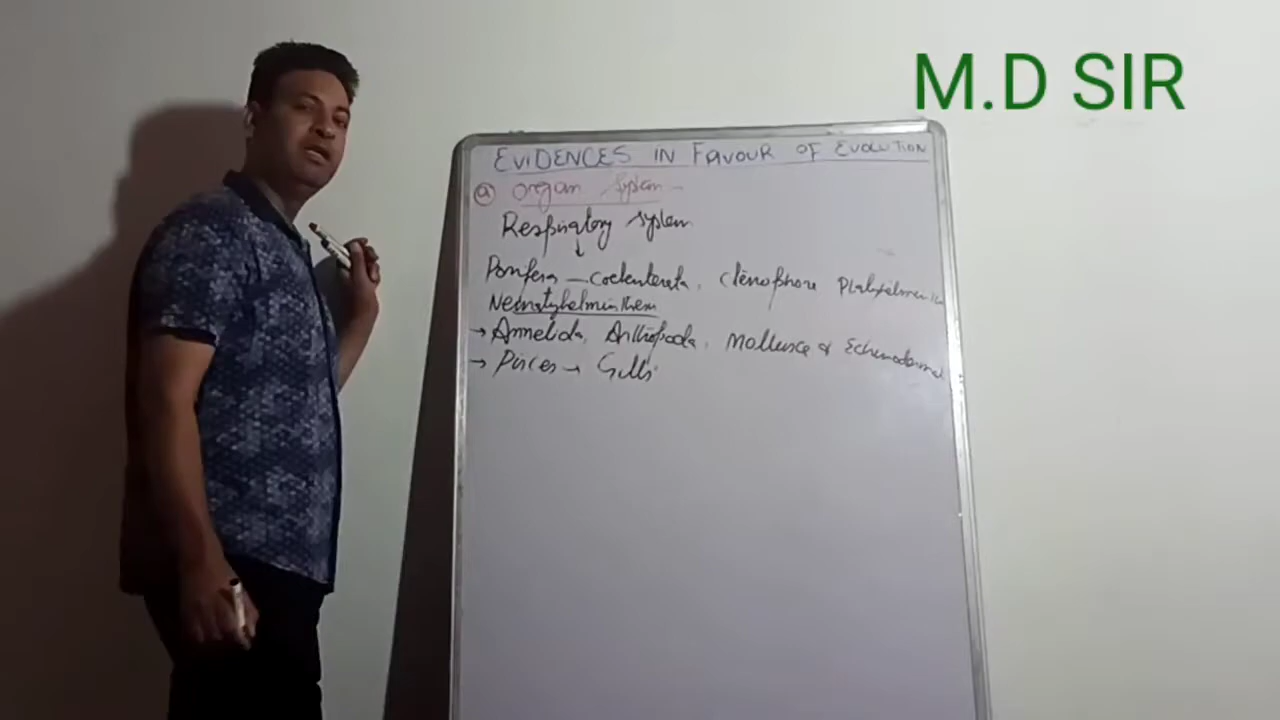 M.D SIR
EVIDENCES IN FAVOUR OF EVOLUTION
a Organ System
Respiratory System
↓
Porifera — Coelenterata, Ctenophore Platyhelminthes
Nemathelminthes
→ Annelida, Arthropoda, Mollusca & Echinodermata
→ Pisces → Gills